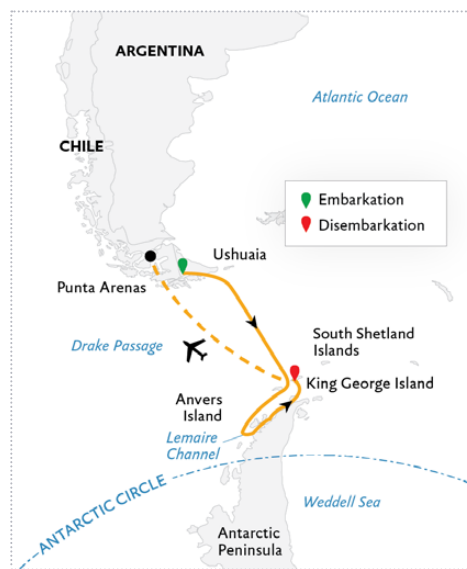 ARGENTINA
Atlantic Ocean
CHILE
Embarkation
Disembarkation
Ushuaia
Punta Arenas
Drake Passage
South Shetland
Islands
King George Island
Anvers
Island
Lemaire
Channel
ANTARCTIC CIRCLE
Weddell Sea
Antarctic
Peninsula